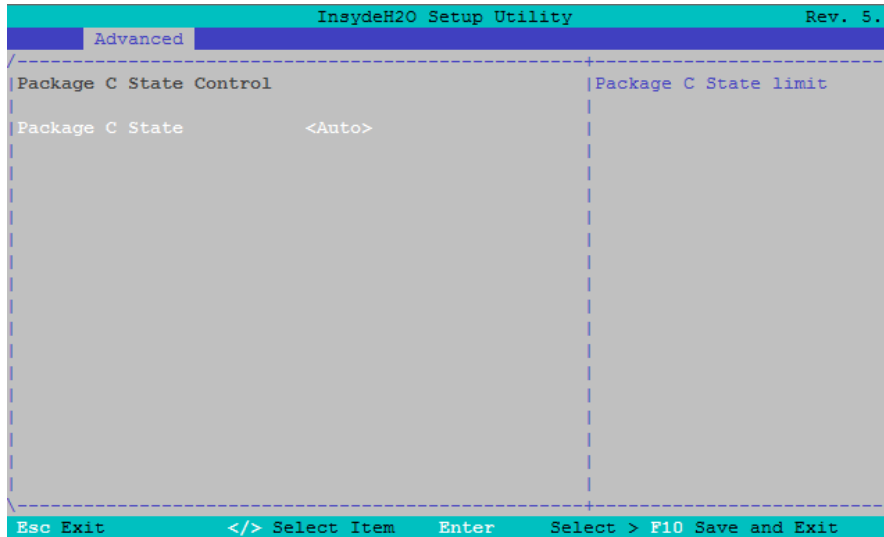 InsydeH20 Setup Utility Rev. 5.
Advanced
Package C State Control
Package C State limit
Package C State <Auto>
Esc Exit </> Select Item Enter Select > F10 Save and Exit